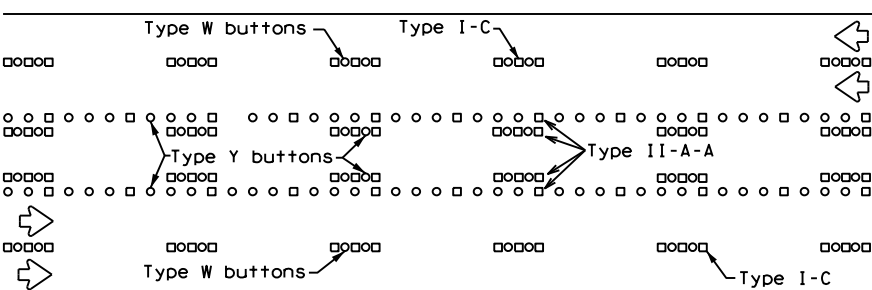 Type W buttons
Type I-C
Type Y buttons
Type II-A-A
Type W buttons
Type I-C